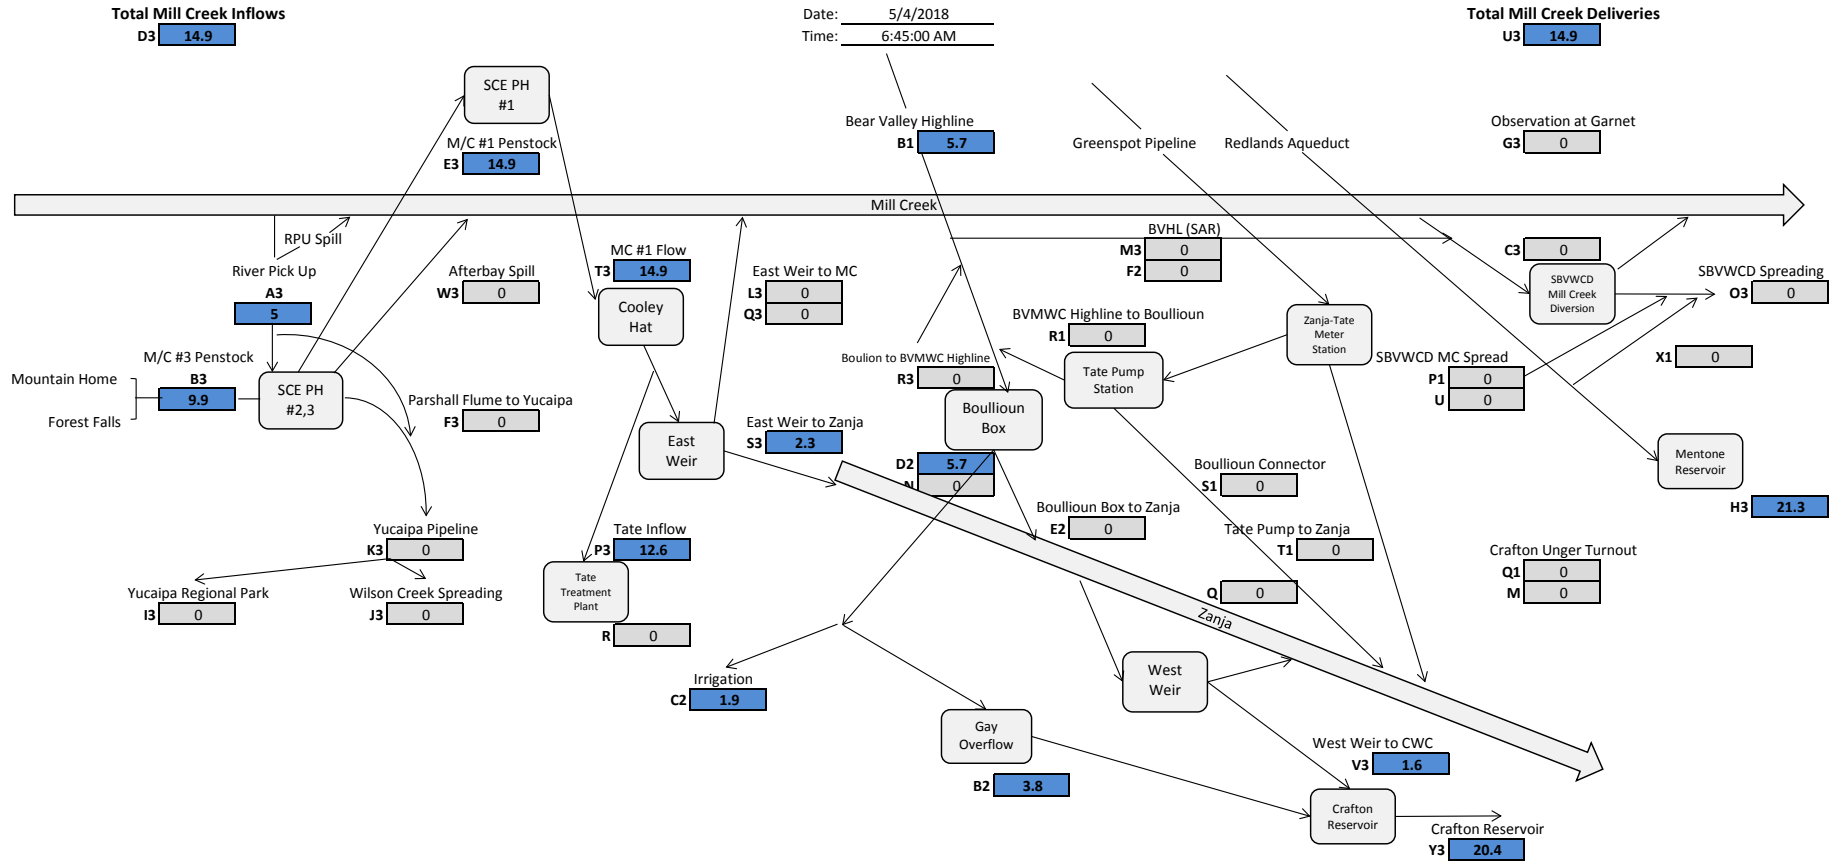 Total Mill Creek Inflows
D3 14.9
Date: 5/4/2018
Time: 6:45:00 AM
Total Mill Creek Deliveries
U3 14.9
SCE PH
#1
M/C #1 Penstock
E3 14.9
Bear Valley Highline
B1 5.7
Greenspot Pipeline
Redlands Aqueduct
Observation at Garnet
G3 0
Mill Creek
RPU Spill
River Pick Up
A3
5
Afterbay Spill
W3 0
MC #1 Flow
T3 14.9
Cooley
Hat
East Weir to MC
L3 0
Q3 0
BVHL (SAR)
M3 0
F2 0
C3 0
SBVWCD
Mill Creek
Diversion
SBVWCD Spreading
O3 0
BVMWC Highline to Boullioun
R1 0
Zanja-Tate
Meter
Station
Boulion to BVMWC Highline
R3 0
Tate Pump
Station
SBVWCD MC Spread
P1 0
U 0
X1 0
M/C #3 Penstock
B3
9.9
Mountain Home
Forest Falls
SCE PH
#2,3
Parshall Flume to Yucaipa
F3 0
East
Weir
East Weir to Zanja
S3 2.3
Boullioun
Box
D2 5.7
N 0
Boullioun Connector
S1 0
Mentone
Reservoir
H3 21.3
Yucaipa Pipeline
K3 0
Tate Inflow
P3 12.6
Boullioun Box to Zanja
E2 0
Tate Pump to Zanja
T1 0
Crafton Unger Turnout
Q1 0
M 0
Yucaipa Regional Park
I3 0
Wilson Creek Spreading
J3 0
Tate
Treatment
Plant
R 0
Q 0
Zanja
Irrigation
C2 1.9
West
Weir
Gay
Overflow
B2 3.8
West Weir to CWC
V3 1.6
Crafton
Reservoir
Crafton Reservoir
Y3 20.4